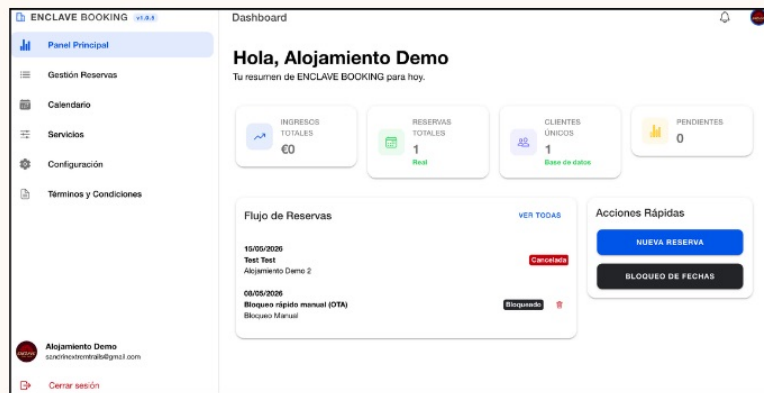 ENCLAVE BOOKING v1.0.5
Panel Principal
Gestión Reservas
Calendario
Servicios
Configuración
Términos y Condiciones
Alojamiento Demo
sandrinextremtrails@gmail.com
Cerrar sesión
Dashboard
Hola, Alojamiento Demo
Tu resumen de ENCLAVE BOOKING para hoy.
INGRESOS
TOTALES
€0
RESERVAS
TOTALES
1
Real
CLIENTES
ÚNICOS
1
Base de datos
PENDIENTES
0
Flujo de Reservas
VER TODAS
15/05/2026
Test Test
Cancelada
Alojamiento Demo 2
08/05/2026
Bloqueo rápido manual (OTA)
Bloqueado
Bloqueo Manual
Acciones Rápidas
NUEVA RESERVA
BLOQUEO DE FECHAS